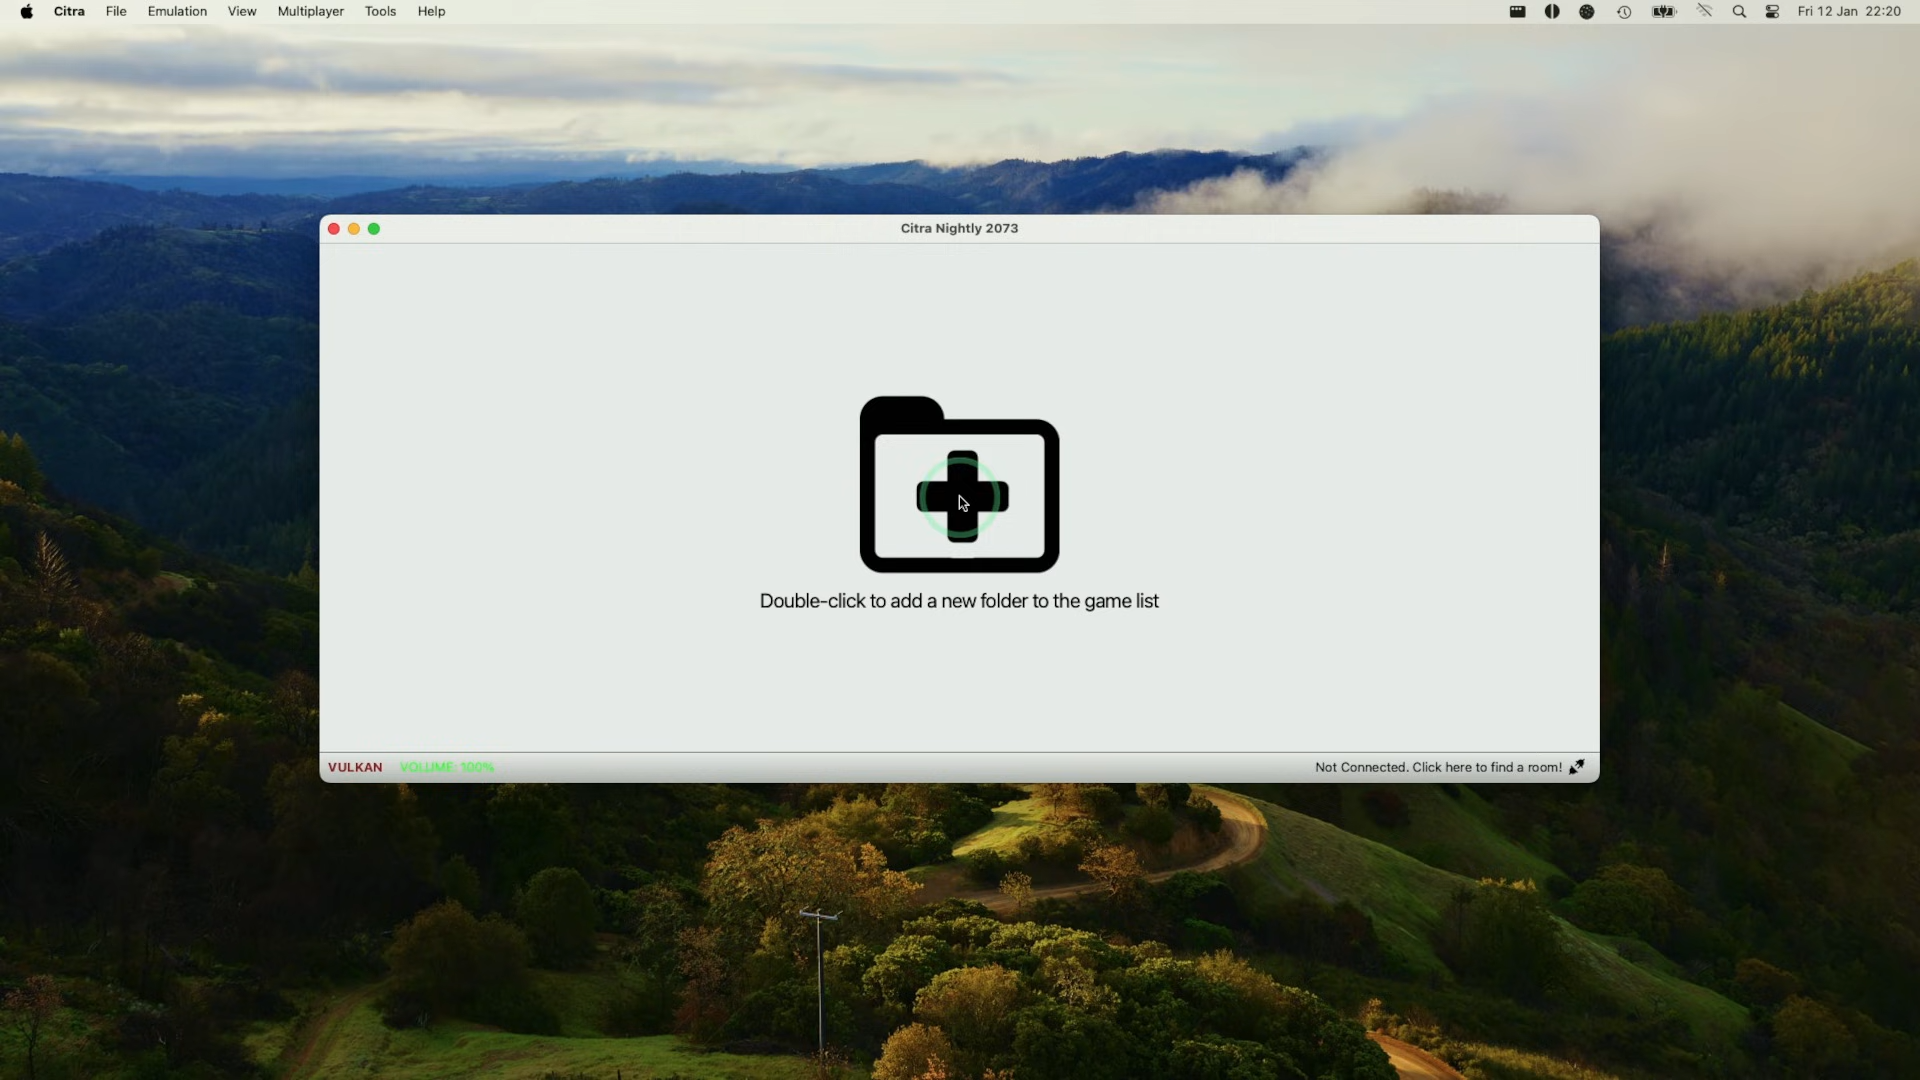 Citra File Emulation View Multiplayer Tools Help Fri 12 Jan 22:20
Citra Nightly 2073
Double-click to add a new folder to the game list
VULKAN VOLUME: 100% Not Connected. Click here to find a room!